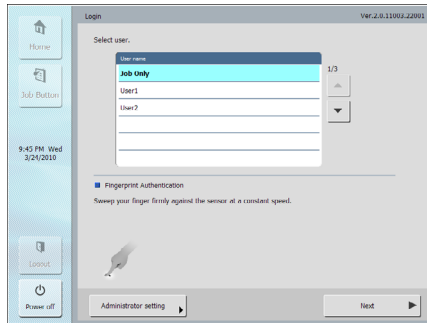 Login
Ver.2.0.11003.22001
Home
Job Button
9:45 PM Wed
3/24/2010
Logout
Power off
Select user.
User name
Job Only
User1
User2
1/3
Fingerprint Authentication
Sweep your finger firmly against the sensor at a constant speed.
Administrator setting
Next